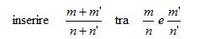 inserire (m + m')/(n + n') tra m/n e m'/n'